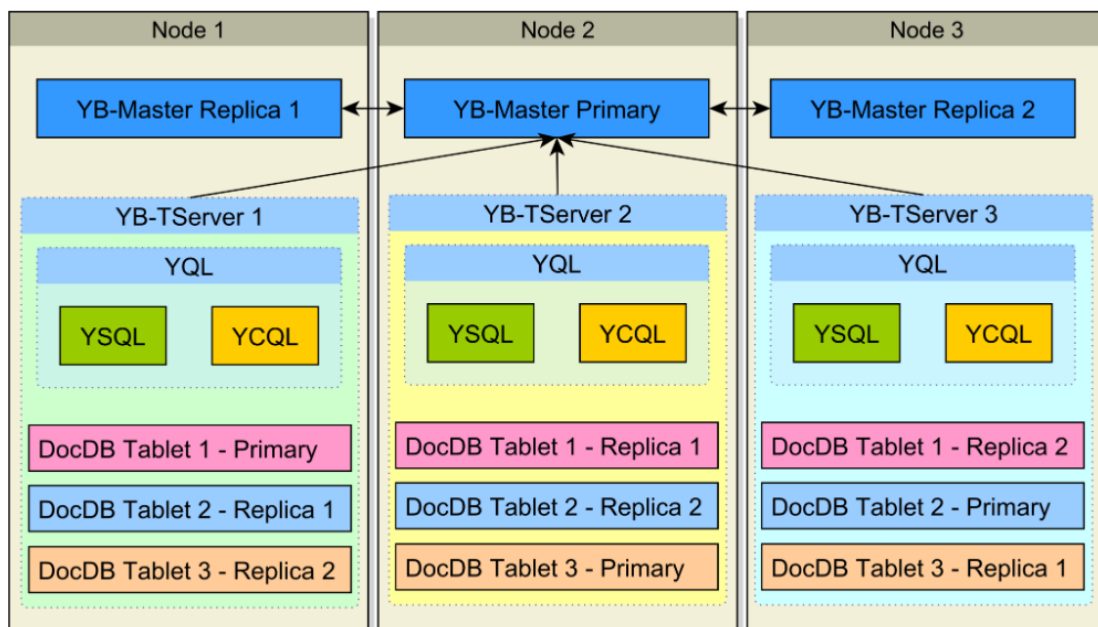 Node 1
YB-Master Replica 1
YB-TServer 1
YQL
YSQL
YCQL
DocDB Tablet 1 - Primary
DocDB Tablet 2 - Replica 1
DocDB Tablet 3 - Replica 2
Node 2
YB-Master Primary
YB-TServer 2
YQL
YSQL
YCQL
DocDB Tablet 1 - Replica 1
DocDB Tablet 2 - Replica 2
DocDB Tablet 3 - Primary
Node 3
YB-Master Replica 2
YB-TServer 3
YQL
YSQL
YCQL
DocDB Tablet 1 - Replica 2
DocDB Tablet 2 - Primary
DocDB Tablet 3 - Replica 1